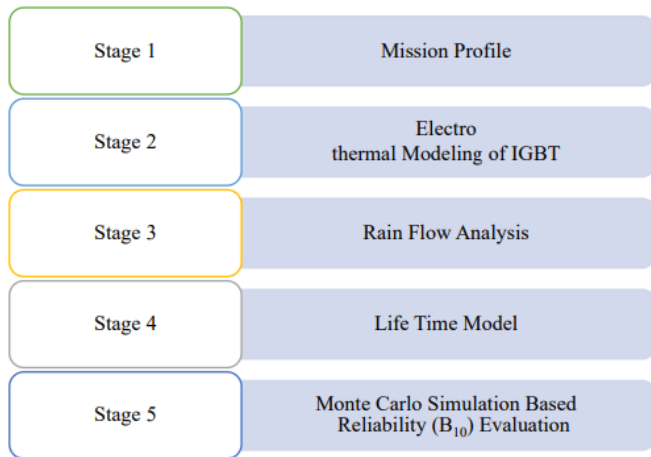 Stage 1
Mission Profile
Stage 2
Electro
thermal Modeling of IGBT
Stage 3
Rain Flow Analysis
Stage 4
Life Time Model
Stage 5
Monte Carlo Simulation Based
Reliability (B₁₀) Evaluation